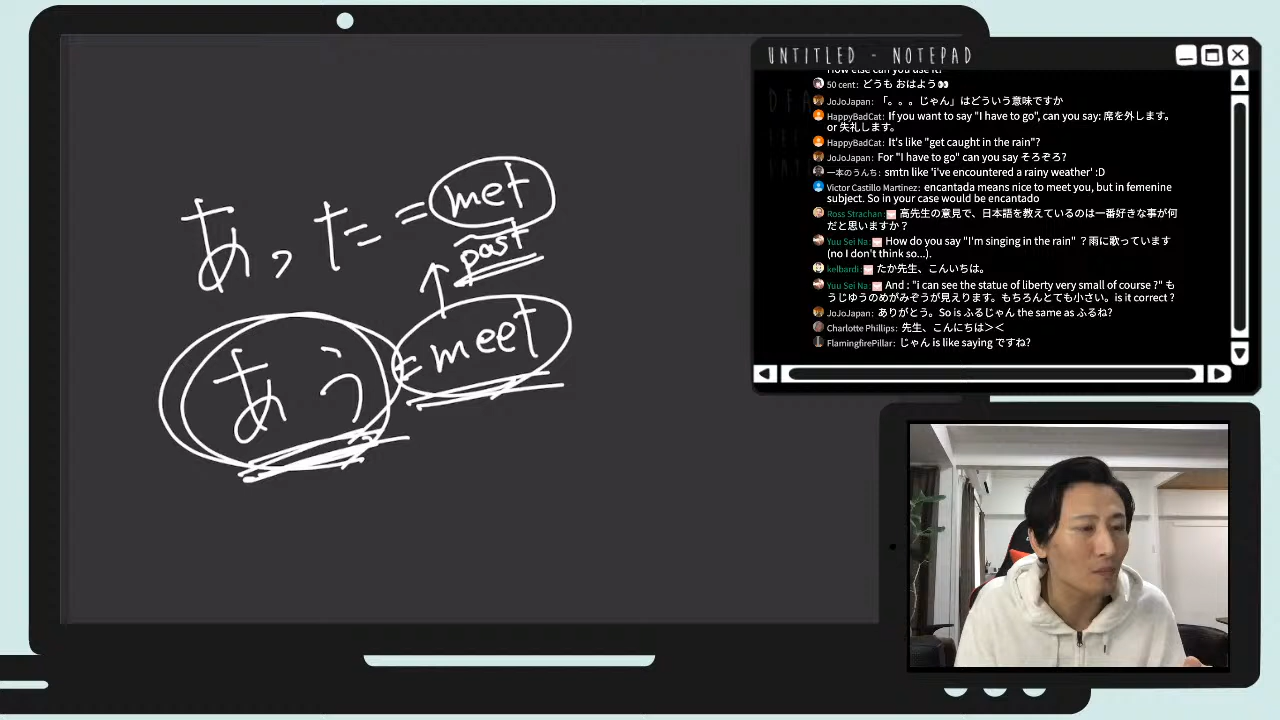 あった = met
past
↑
あう = meet
UNTITLED - NOTEPAD
How else can you use it?
50 cent: どうも おはよう👀
JoJoJapan: 「。。。じゃん」はどういう意味ですか
HappyBadCat: If you want to say "I have to go", can you say: 席を外します。
or 失礼します。
HappyBadCat: It's like "get caught in the rain"?
JoJoJapan: For "I have to go" can you say そろぞろ?
一本のうんち: smtn like 'i've encountered a rainy weather' :D
Victor Castillo Martinez: encantada means nice to meet you, but in femenine
subject. So in your case would be encantado
Ross Strachan: 高先生の意見で、日本語を教えているのは一番好きな事が何
だと思いますか？
Yuu Sei Na: How do you say "I'm singing in the rain" ？雨に歌っています
(no I don't think so...).
kelbardi: たか先生、こんいちは。
Yuu Sei Na: And : "i can see the statue of liberty very small of course ?" も
うじゆうのめがみぞうが見えります。もちろんとても小さい。is it correct ?
JoJoJapan: ありがとう。So is ふるじゃん the same as ふるね?
Charlotte Phillips: 先生、こんにちは＞＜
FlamingfirePillar: じゃん is like saying ですね?